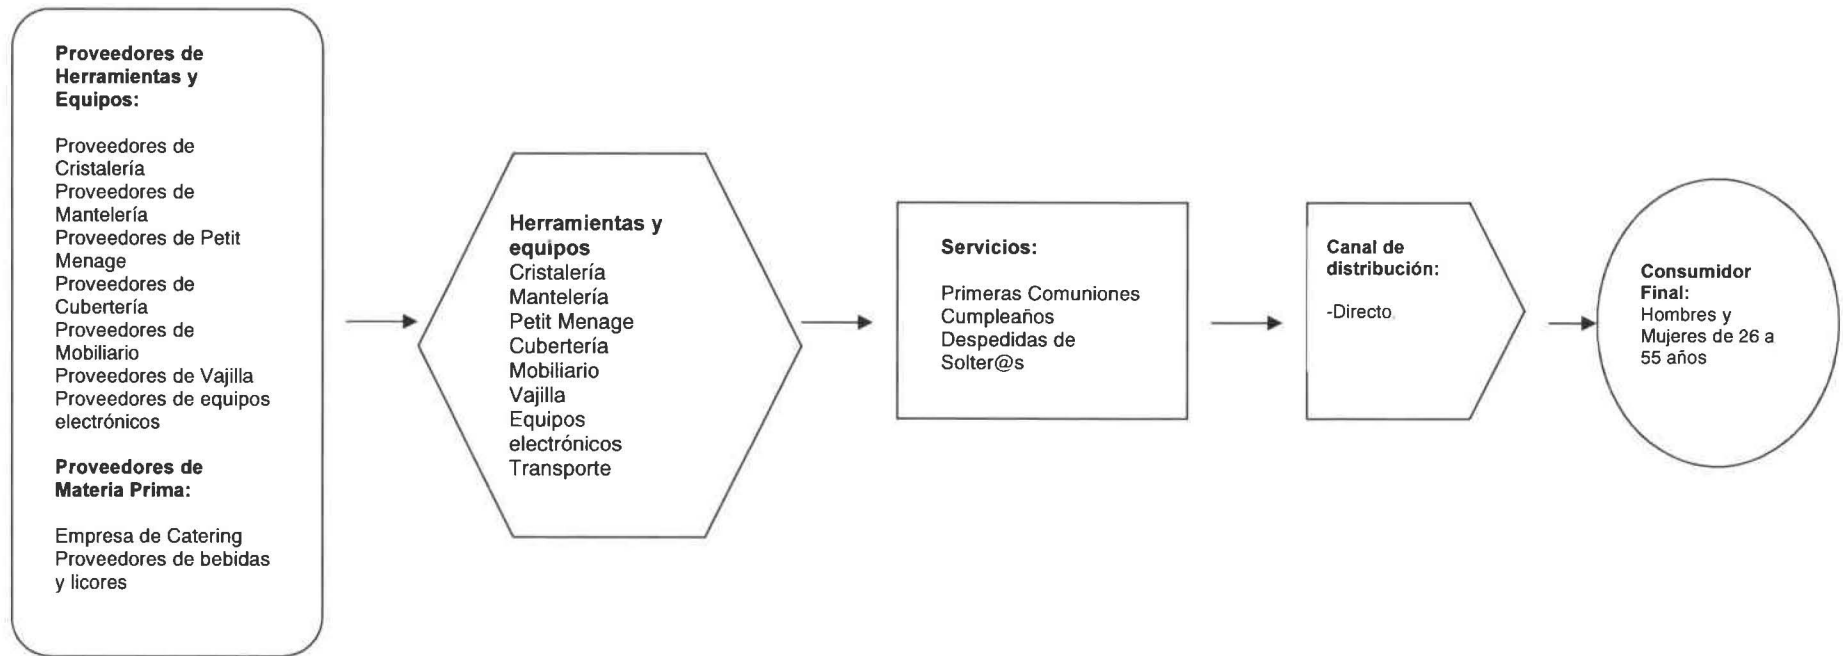 Proveedores de
Herramientas y
Equipos:
Proveedores de
Cristalería
Proveedores de
Mantelería
Proveedores de Petit
Menage
Proveedores de
Cubertería
Proveedores de
Mobiliario
Proveedores de Vajilla
Proveedores de equipos
electrónicos
Proveedores de
Materia Prima:
Empresa de Catering
Proveedores de bebidas
y licores
Herramientas y
equipos
Cristalería
Mantelería
Petit Menage
Cubertería
Mobiliario
Vajilla
Equipos
electrónicos
Transporte
Servicios:
Primeras Comuniones
Cumpleaños
Despedidas de
Solter@s
Canal de
distribución:
-Directo.
Consumidor
Final:
Hombres y
Mujeres de 26 a
55 años